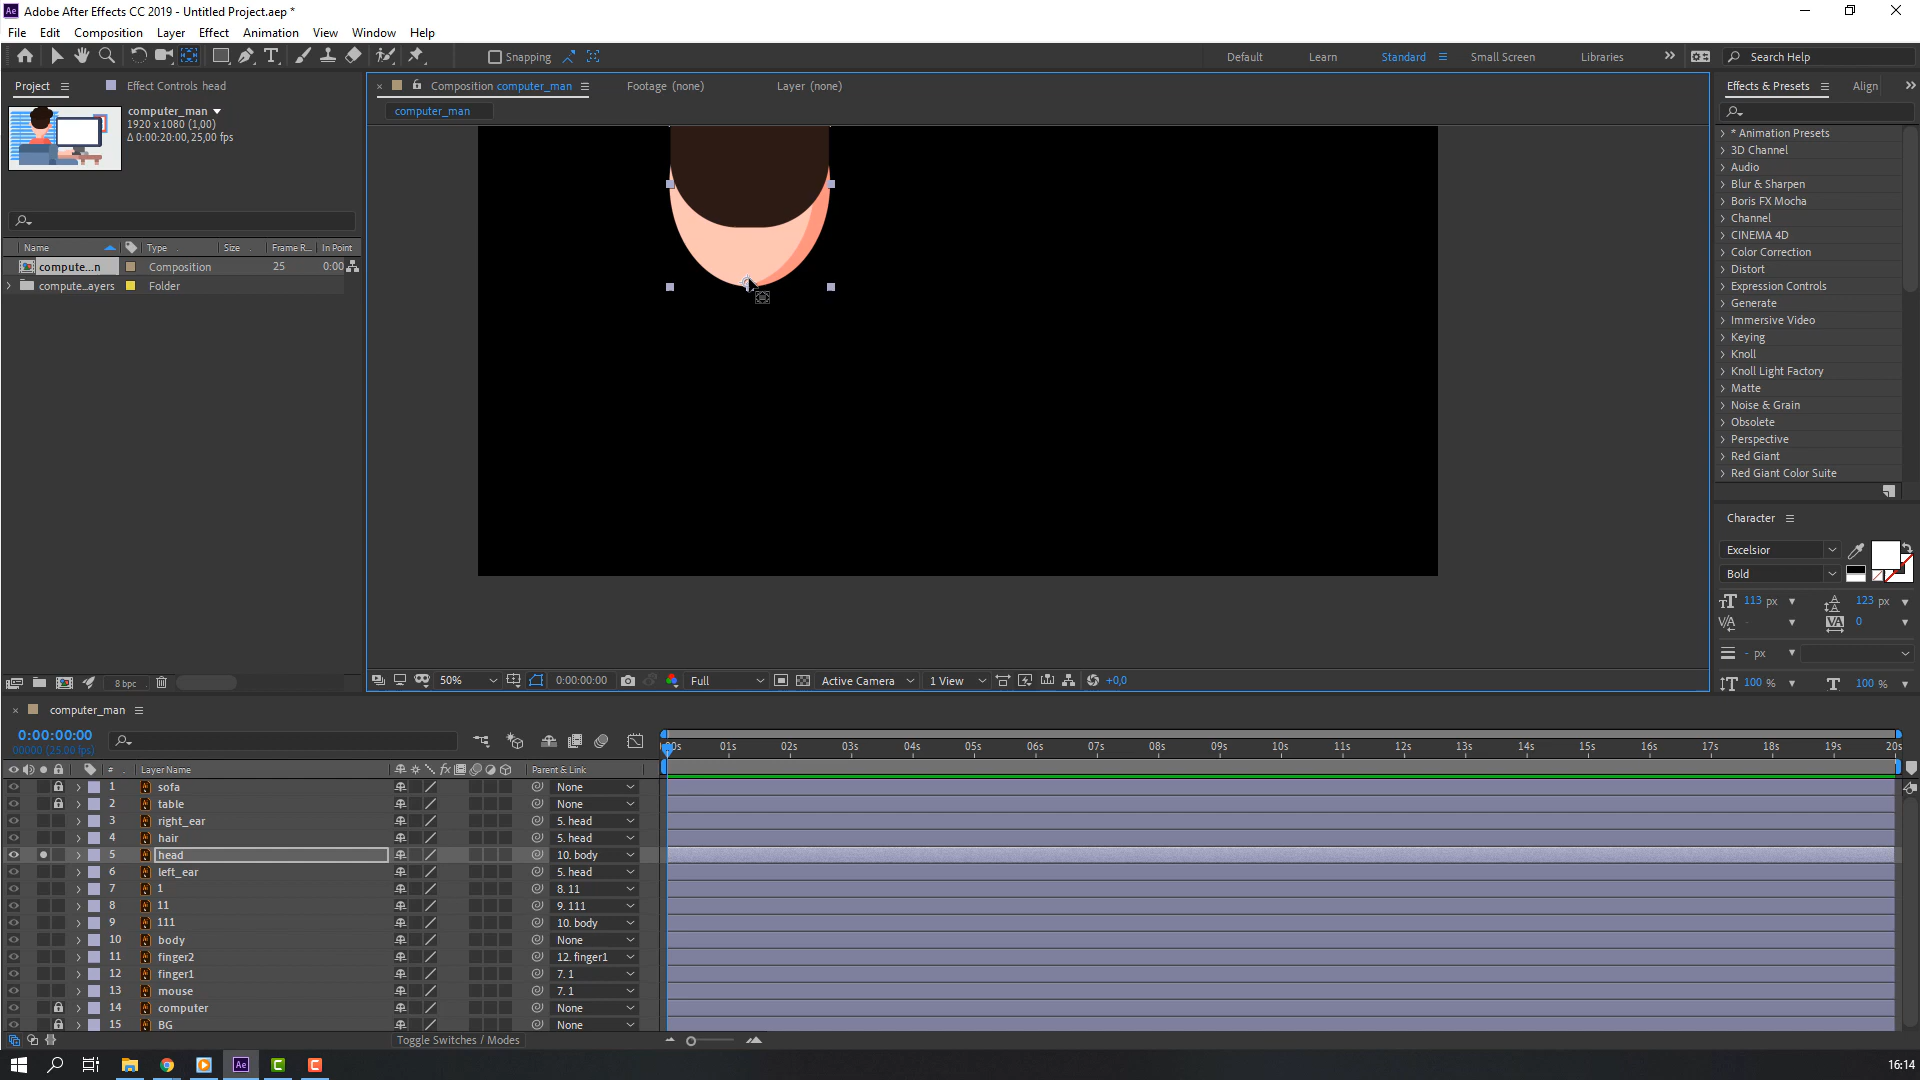 Ae Adobe After Effects CC 2019 - Untitled Project.aep *
File Edit Composition Layer Effect Animation View Window Help
Snapping
Default Learn Standard Small Screen Libraries
Search Help
Project Effect Controls head
computer_man
1920 x 1080 (1,00)
Δ 0:00:20:00, 25,00 fps
Name Type Size Frame R... In Point
compute...n Composition 25 0:00
compute...ayers Folder
8 bpc
Composition computer_man Footage (none) Layer (none)
computer_man
50% 0:00:00:00 Full Active Camera 1 View +0,0
Effects & Presets Align
* Animation Presets
3D Channel
Audio
Blur & Sharpen
Boris FX Mocha
Channel
CINEMA 4D
Color Correction
Distort
Expression Controls
Generate
Immersive Video
Keying
Knoll
Knoll Light Factory
Matte
Noise & Grain
Obsolete
Perspective
Red Giant
Red Giant Color Suite
Character
Excelsior
Bold
113 px 123 px
0
- px
100 % 100 %
computer_man
0:00:00:00
00000 (25.00 fps)
00s 01s 02s 03s 04s 05s 06s 07s 08s 09s 10s 11s 12s 13s 14s 15s 16s 17s 18s 19s 20s
# Layer Name fx Parent & Link
1 sofa None
2 table None
3 right_ear 5. head
4 hair 5. head
5 head 10. body
6 left_ear 5. head
7 1 8. 11
8 11 9. 111
9 111 10. body
10 body None
11 finger2 12. finger1
12 finger1 7. 1
13 mouse 7. 1
14 computer None
15 BG None
Toggle Switches / Modes
Ae C C
16:14